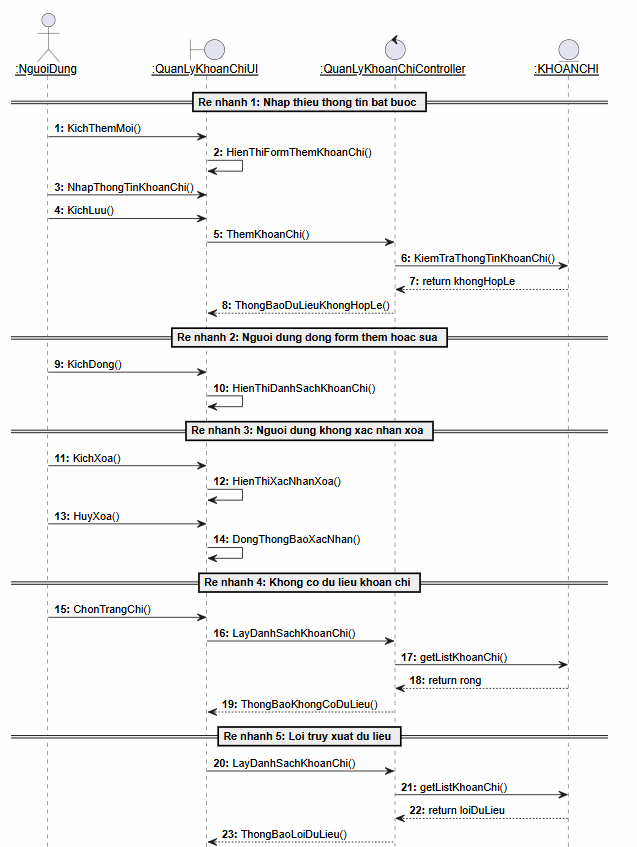 :NguoiDung
:QuanLyKhoanChiUI
:QuanLyKhoanChiController
:KHOANCHI
Re nhanh 1: Nhap thieu thong tin bat buoc
1: KichThemMoi()
2: HienThiFormThemKhoanChi()
3: NhapThongTinKhoanChi()
4: KichLuu()
5: ThemKhoanChi()
6: KiemTraThongTinKhoanChi()
7: return khongHopLe
8: ThongBaoDuLieuKhongHopLe()
Re nhanh 2: Nguoi dung dong form them hoac sua
9: KichDong()
10: HienThiDanhSachKhoanChi()
Re nhanh 3: Nguoi dung khong xac nhan xoa
11: KichXoa()
12: HienThiXacNhanXoa()
13: HuyXoa()
14: DongThongBaoXacNhan()
Re nhanh 4: Khong co du lieu khoan chi
15: ChonTrangChi()
16: LayDanhSachKhoanChi()
17: getListKhoanChi()
18: return rong
19: ThongBaoKhongCoDuLieu()
Re nhanh 5: Loi truy xuat du lieu
20: LayDanhSachKhoanChi()
21: getListKhoanChi()
22: return loiDuLieu
23: ThongBaoLoiDuLieu()